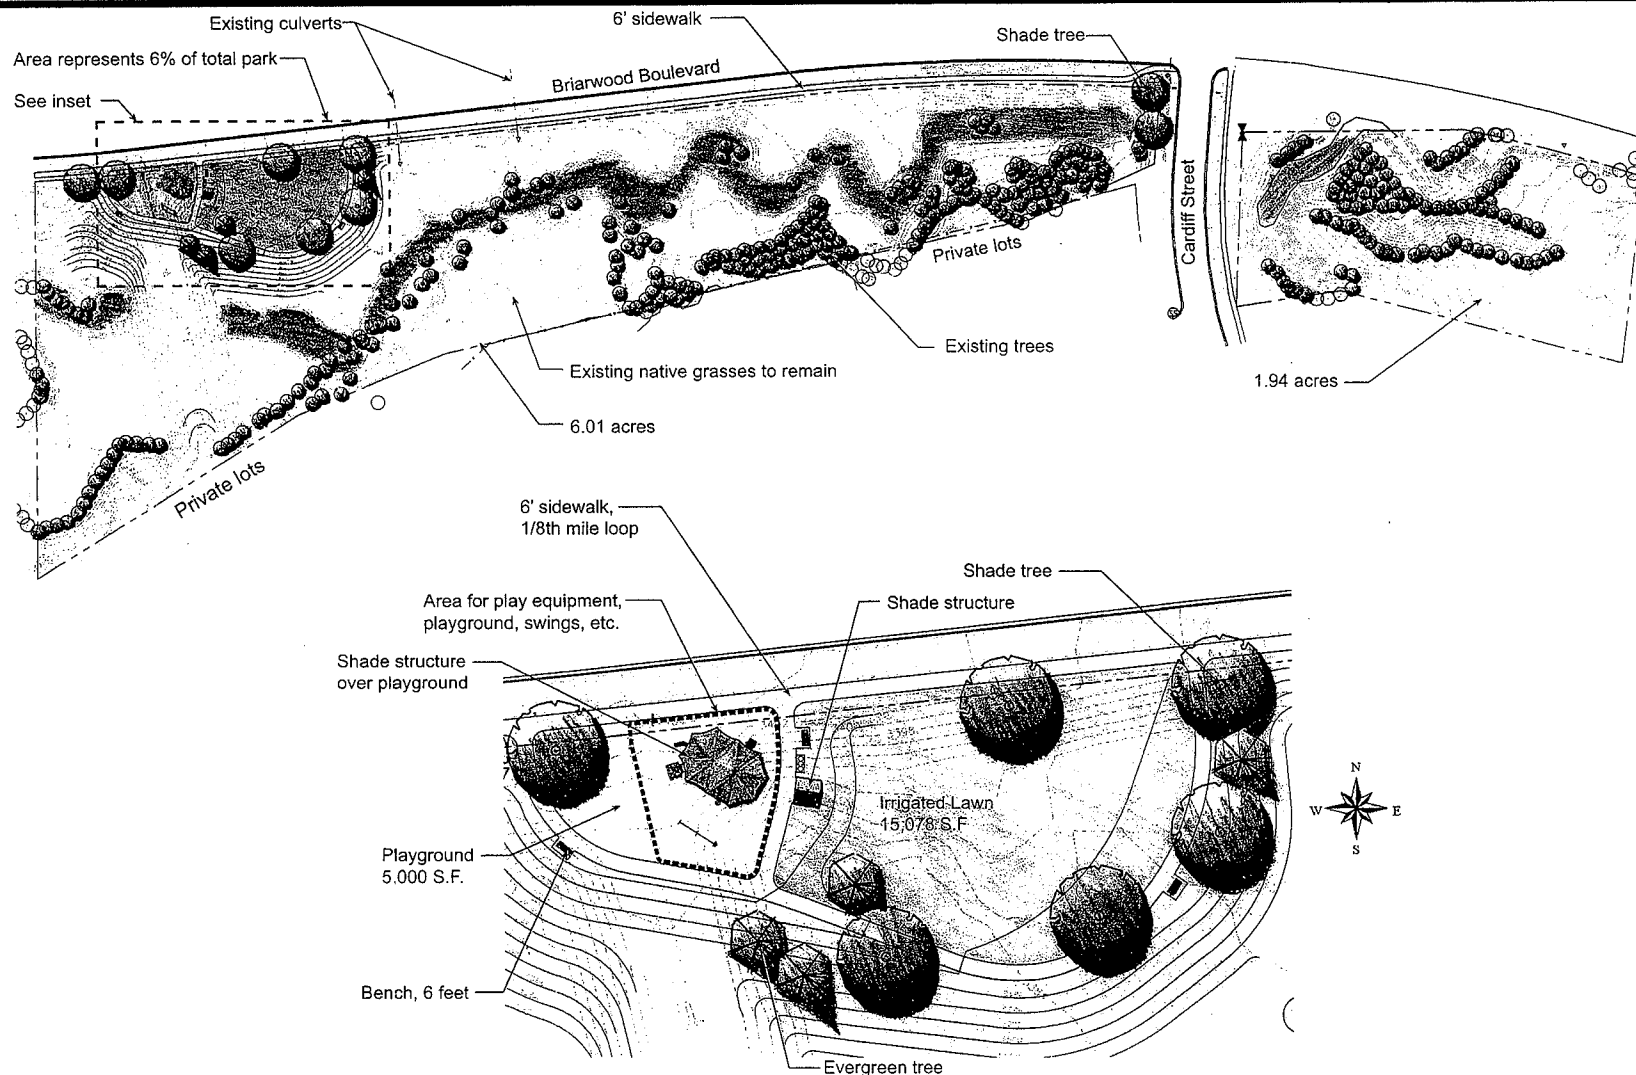 Existing culverts
6' sidewalk
Shade tree
Area represents 6% of total park
Briarwood Boulevard
See inset
Cardiff Street
Private lots
Existing trees
Existing native grasses to remain
1.94 acres
6.01 acres
Private lots
6' sidewalk,
1/8th mile loop
Shade tree
Area for play equipment,
playground, swings, etc.
Shade structure
Shade structure
over playground
N
W E
S
Irrigated Lawn
15,078 S.F.
Playground
5,000 S.F.
Bench, 6 feet
Evergreen tree